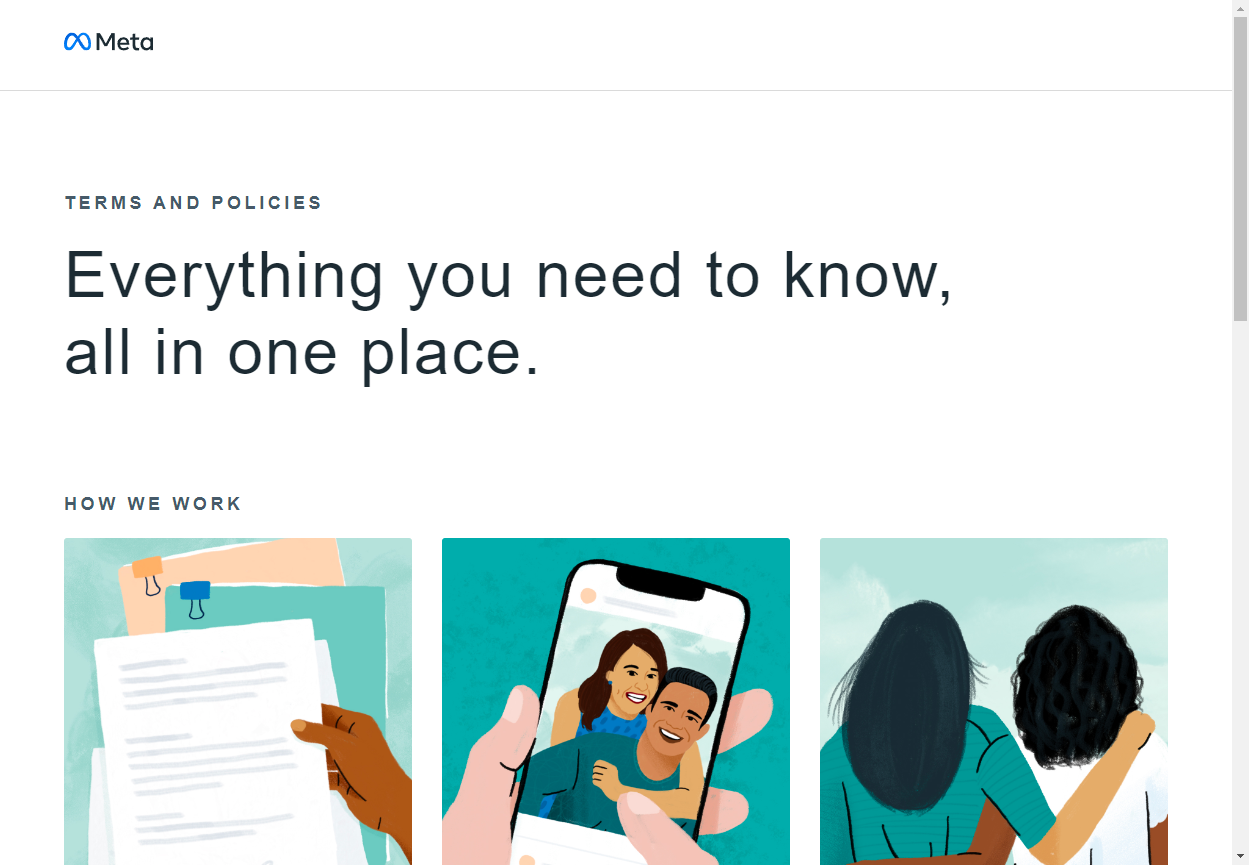 Meta
TERMS AND POLICIES
Everything you need to know,
all in one place.
HOW WE WORK